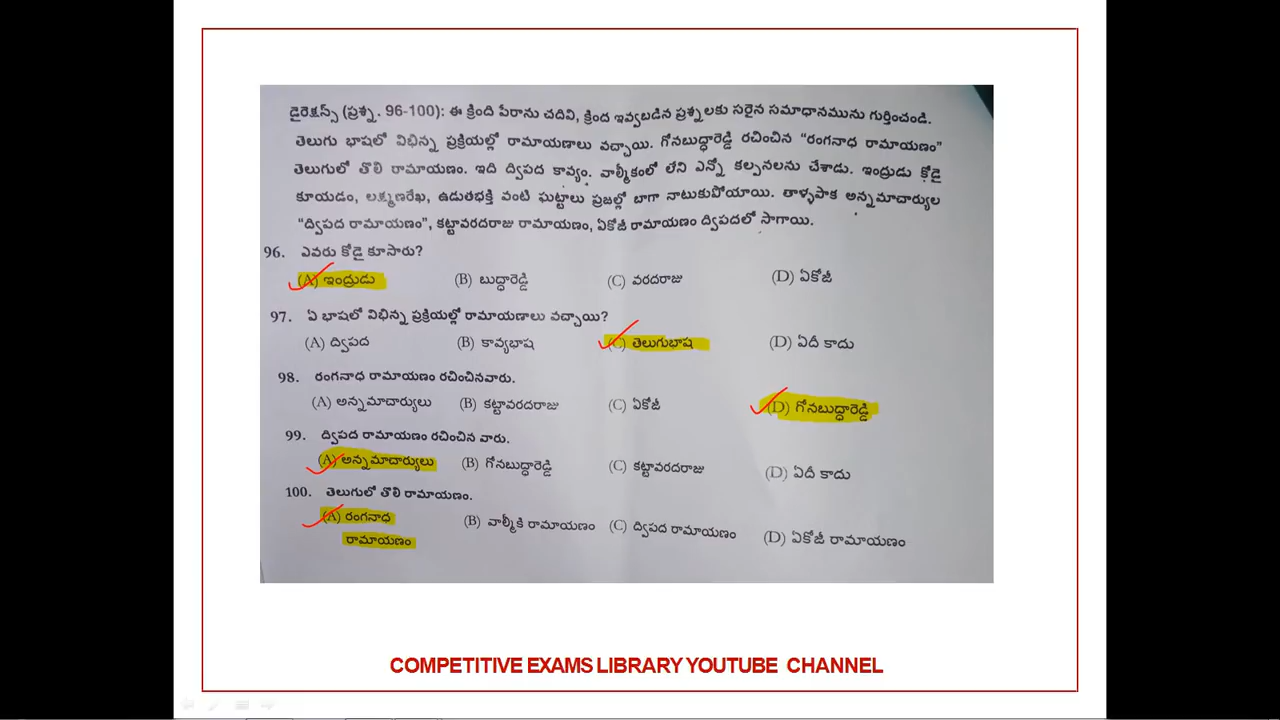 డైరెక్షన్స్ (ప్రశ్న. 96-100): ఈ క్రింది పేరాను చదివి, క్రింద ఇవ్వబడిన ప్రశ్నలకు సరైన సమాధానమును గుర్తించండి.
తెలుగు భాషలో విభిన్న ప్రక్రియల్లో రామాయణాలు వచ్చాయి. గోనబుద్ధారెడ్డి రచించిన "రంగనాధ రామాయణం"
తెలుగులో తొలి రామాయణం. ఇది ద్విపద కావ్యం. వాల్మీకంలో లేని ఎన్నో కల్పనలను చేశాడు. ఇంద్రుడు కోడై
కూయడం, లక్ష్మణరేఖ, ఉడుతభక్తి వంటి ఘట్టాలు ప్రజల్లో బాగా నాటుకుపోయాయి. తాళ్ళపాక అన్నమాచార్యుల
"ద్విపద రామాయణం", కట్టావరదరాజు రామాయణం, ఏకోజీ రామాయణం ద్విపదలో సాగాయి.
96. ఎవరు కోడై కూసారు?
(A) ఇంద్రుడు (B) బుద్ధారెడ్డి (C) వరదరాజు (D) ఏకోజీ
97. ఏ భాషలో విభిన్న ప్రక్రియల్లో రామాయణాలు వచ్చాయి?
(A) ద్విపద (B) కావ్యభాష (C) తెలుగుభాష (D) ఏదీ కాదు
98. రంగనాధ రామాయణం రచించినవారు.
(A) అన్నమాచార్యులు (B) కట్టావరదరాజు (C) ఏకోజీ (D) గోనబుద్ధారెడ్డి
99. ద్విపద రామాయణం రచించిన వారు.
(A) అన్నమాచార్యులు (B) గోనబుద్ధారెడ్డి (C) కట్టావరదరాజు (D) ఏదీ కాదు
100. తెలుగులో తొలి రామాయణం.
(A) రంగనాధ (B) వాల్మీకి రామాయణం (C) ద్విపద రామాయణం (D) ఏకోజీ రామాయణం
రామాయణం
COMPETITIVE EXAMS LIBRARY YOUTUBE CHANNEL